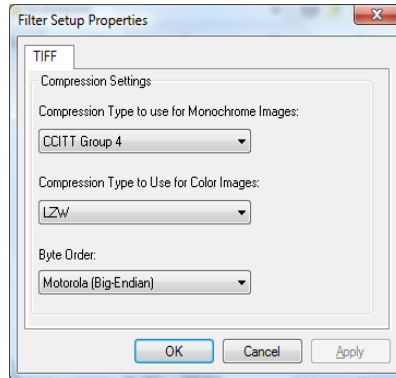 Filter Setup Properties
TIFF
Compression Settings
Compression Type to use for Monochrome Images:
CCITT Group 4
Compression Type to Use for Color Images:
LZW
Byte Order:
Motorola (Big-Endian)
OK Cancel Apply